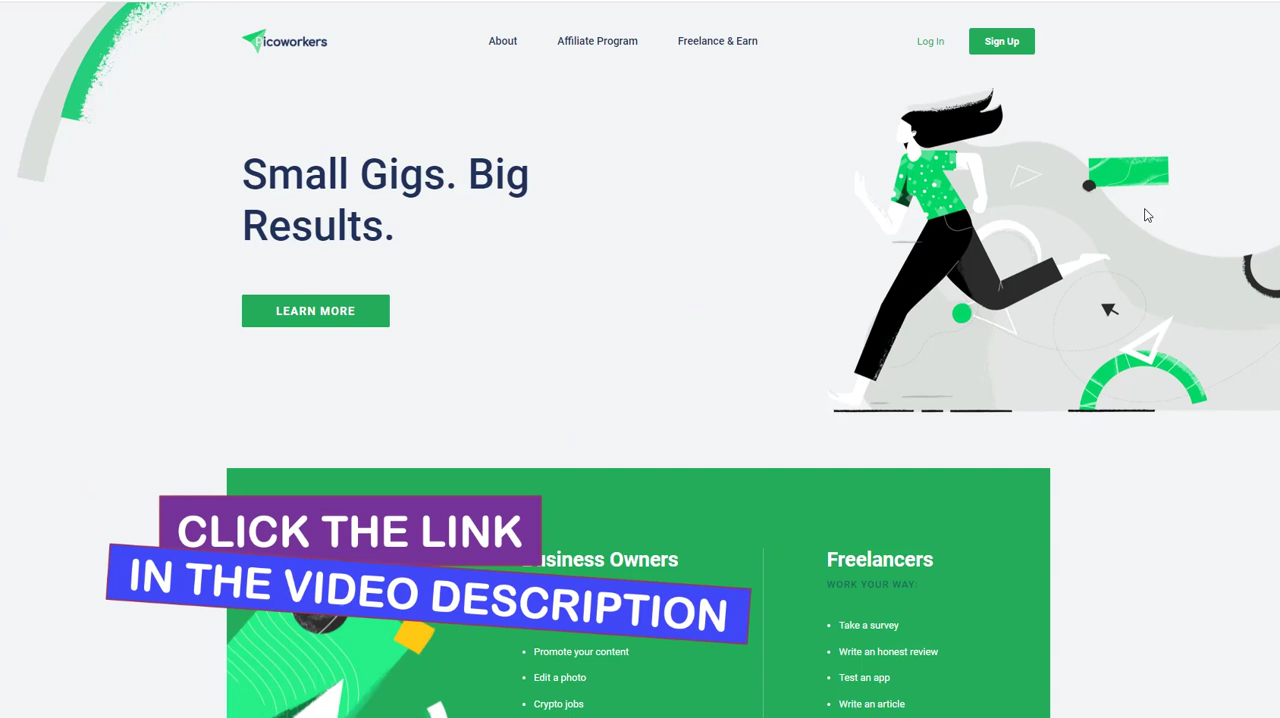 Picoworkers
About
Affiliate Program
Freelance & Earn
Log In
Sign Up
Small Gigs. Big
Results.
LEARN MORE
CLICK THE LINK
IN THE VIDEO DESCRIPTION
Business Owners
Promote your content
Edit a photo
Crypto jobs
Freelancers
WORK YOUR WAY:
Take a survey
Write an honest review
Test an app
Write an article